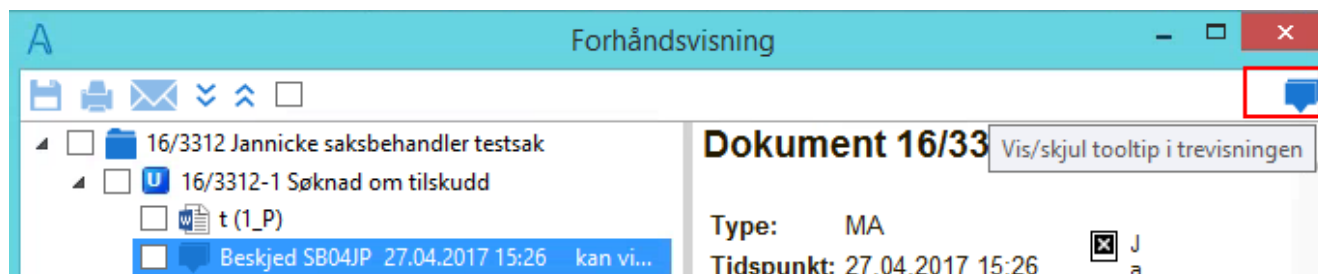 Forhåndsvisning
16/3312 Jannicke saksbehandler testsak
U 16/3312-1 Søknad om tilskudd
w t (1_P)
Beskjed SB04JP 27.04.2017 15:26 kan vi...
Dokument 16/33
Vis/skjul tooltip i trevisningen
Type: MA
J
Tidspunkt: 27.04.2017 15:26
a